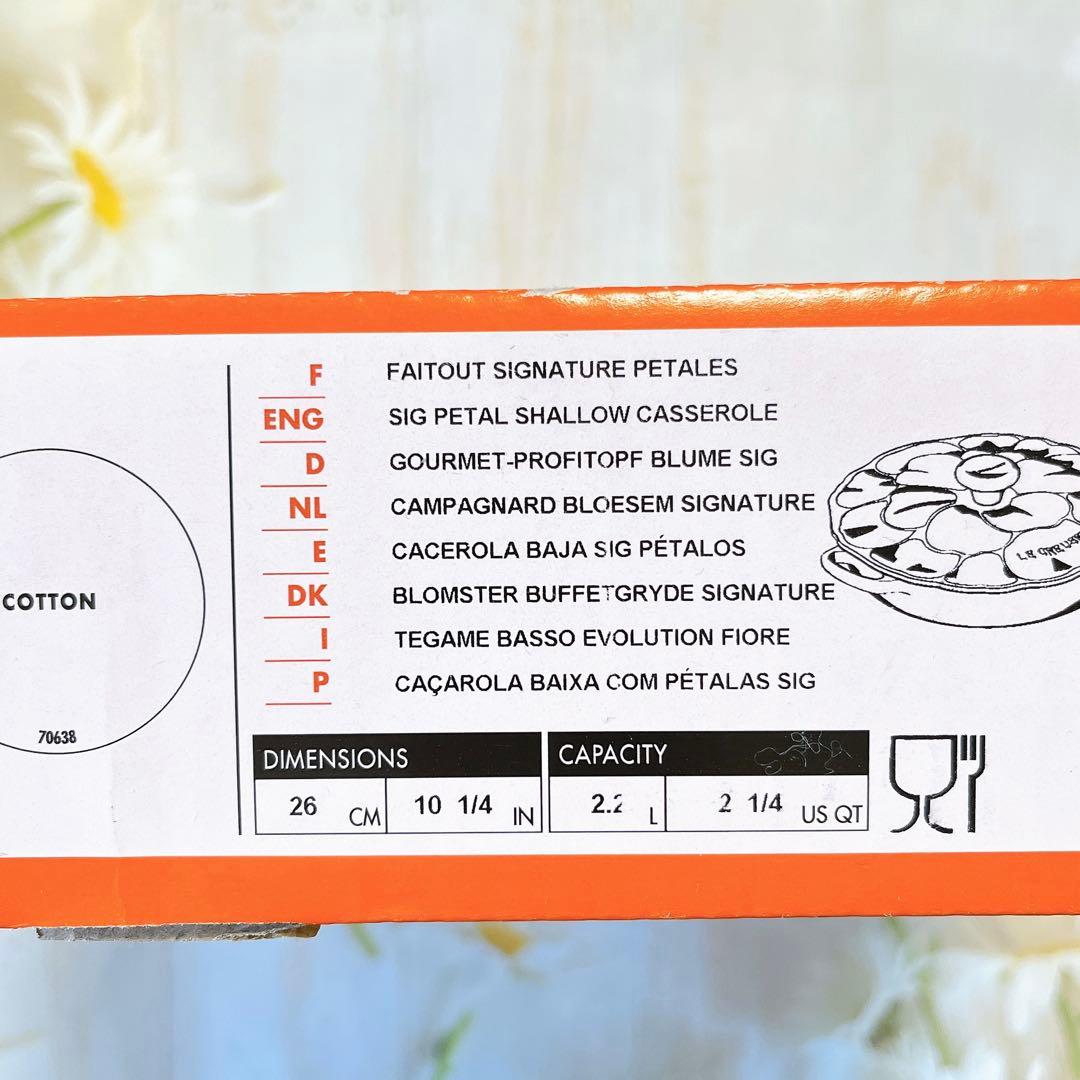 COTTON
70638
F FAITOUT SIGNATURE PETALES
ENG SIG PETAL SHALLOW CASSEROLE
D GOURMET-PROFITOPF BLUME SIG
NL CAMPAGNARD BLOESEM SIGNATURE
E CACEROLA BAJA SIG PÉTALOS
DK BLOMSTER BUFFETGRYDE SIGNATURE
I TEGAME BASSO EVOLUTION FIORE
P CAÇAROLA BAIXA COM PÉTALAS SIG
LE CREUSET
DIMENSIONS CAPACITY
26 CM 10 1/4 IN 2.2 L 2 1/4 US QT